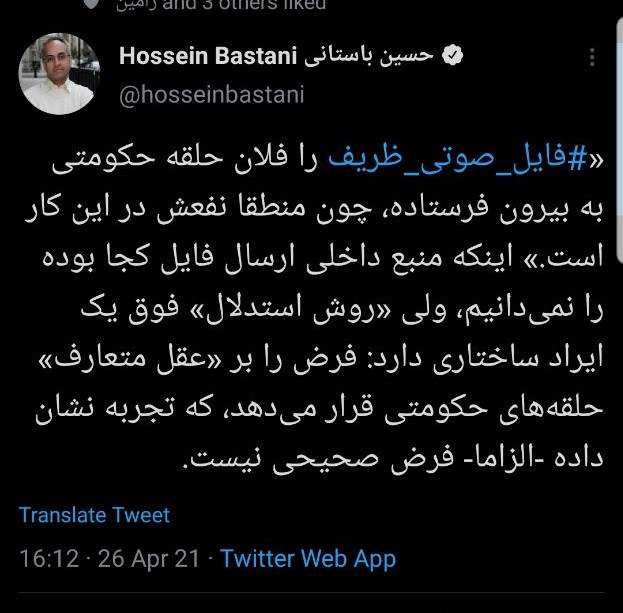 رامین and 3 others liked
Hossein Bastani حسین باستانی
@hosseinbastani
«#فایل_صوتی_ظریف را فلان حلقه حکومتی
به بیرون فرستاده، چون منطقا نفعش در این کار
است.» اینکه منبع داخلی ارسال فایل کجا بوده
را نمی‌دانیم، ولی «روش استدلال» فوق یک
ایراد ساختاری دارد: فرض را بر «عقل متعارف»
حلقه‌های حکومتی قرار می‌دهد، که تجربه نشان
داده -الزاما- فرض صحیحی نیست.
Translate Tweet
16:12 · 26 Apr 21 · Twitter Web App